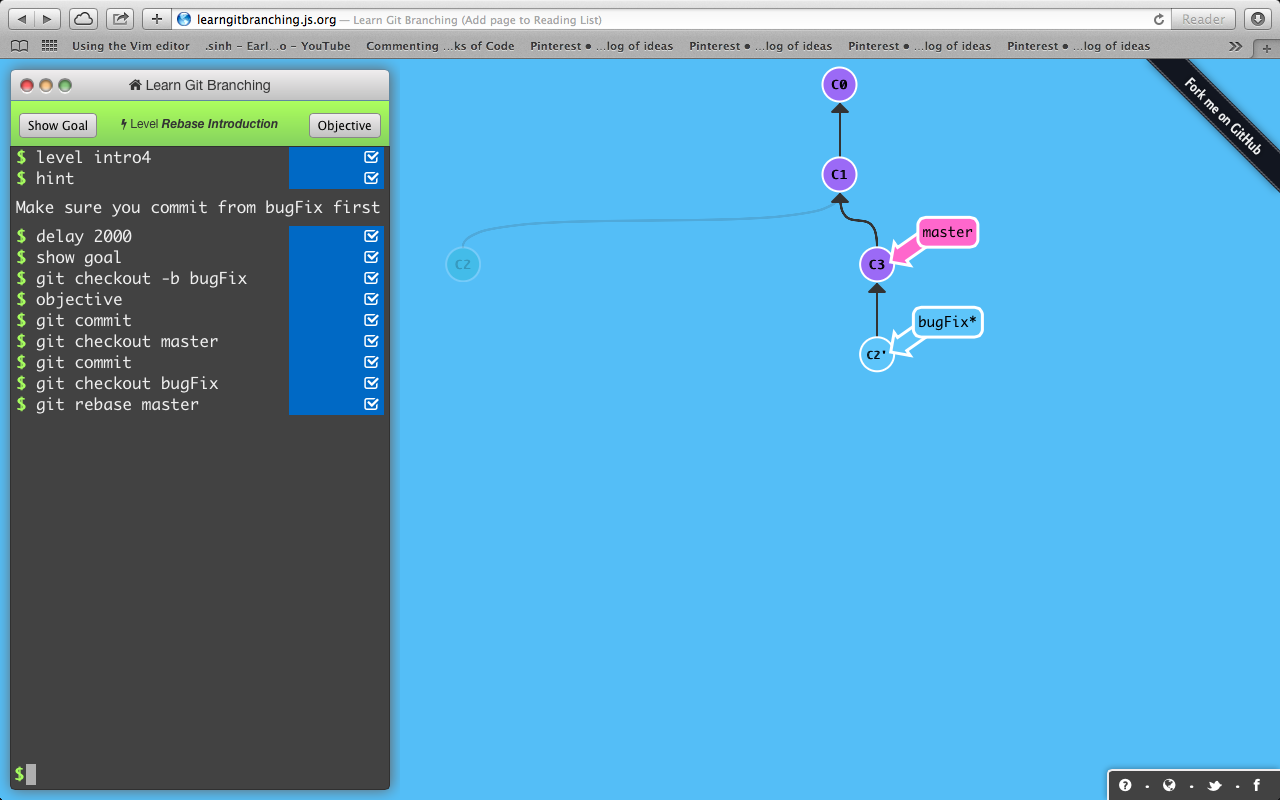 learngitbranching.js.org — Learn Git Branching (Add page to Reading List)
Reader
Using the Vim editor .sinh - Earl...o - YouTube Commenting ...ks of Code Pinterest • ...log of ideas Pinterest • ...log of ideas Pinterest • ...log of ideas Pinterest • ...log of ideas
Learn Git Branching
Show Goal
Level Rebase Introduction
Objective
$ level intro4
$ hint
Make sure you commit from bugFix first
$ delay 2000
$ show goal
$ git checkout -b bugFix
$ objective
$ git commit
$ git checkout master
$ git commit
$ git checkout bugFix
$ git rebase master
$
C0
C1
master
C2
C3
bugFix*
C2'
Fork me on GitHub